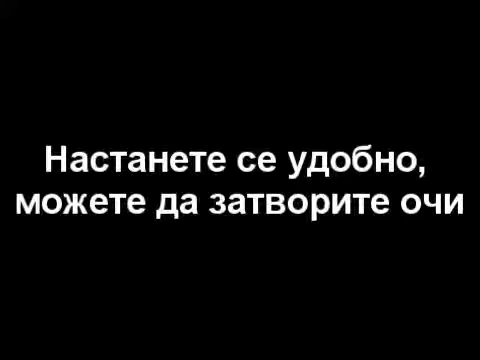 Настанете се удобно,
можете да затворите очи